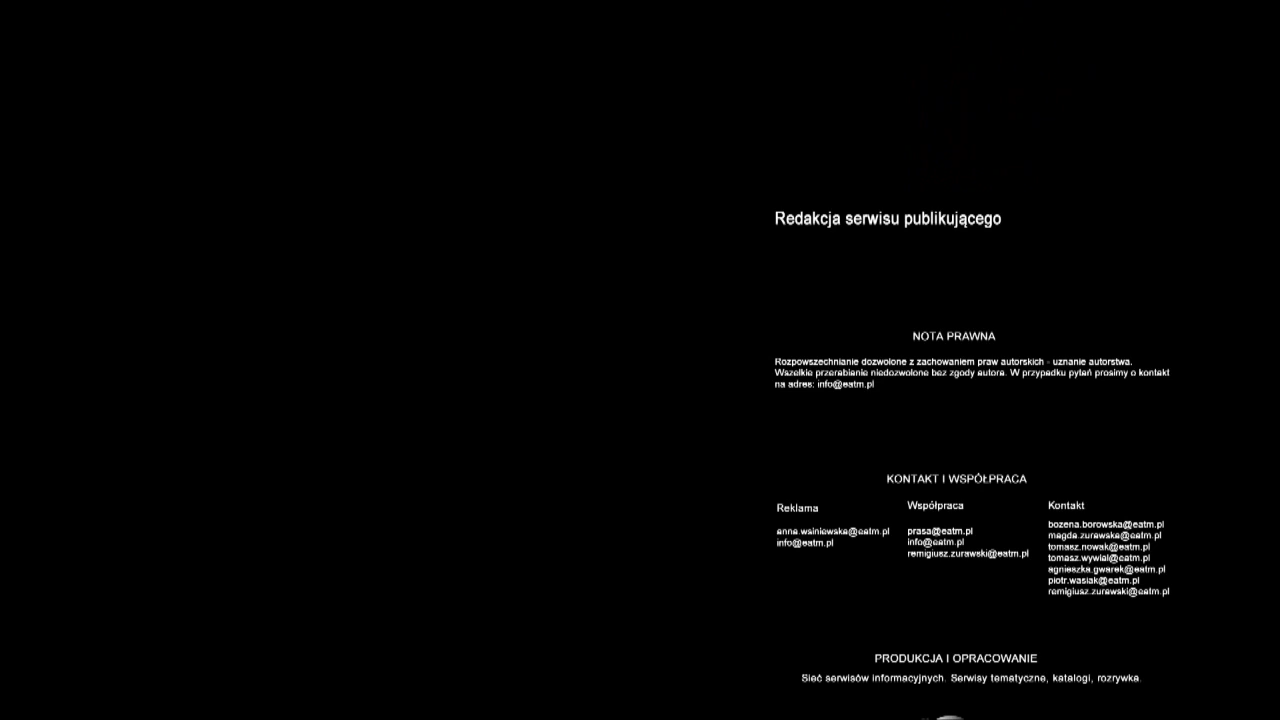 Redakcja serwisu publikującego
NOTA PRAWNA
Rozpowszechnianie dozwolone z zachowaniem praw autorskich - uznanie autorstwa.
Wszelkie przerabianie niedozwolone bez zgody autora. W przypadku pytań prosimy o kontakt
na adres: info@eatm.pl
KONTAKT I WSPÓŁPRACA
Reklama
anna.wsiniewska@eatm.pl
info@eatm.pl
Współpraca
prasa@eatm.pl
info@eatm.pl
remigiusz.zurawski@eatm.pl
Kontakt
bozena.borowska@eatm.pl
magda.zurawska@eatm.pl
tomasz.nowak@eatm.pl
tomasz.wywial@eatm.pl
agnieszka.gwarek@eatm.pl
piotr.wasiak@eatm.pl
remigiusz.zurawski@eatm.pl
PRODUKCJA I OPRACOWANIE
Sieć serwisów informacyjnych. Serwisy tematyczne, katalogi, rozrywka.